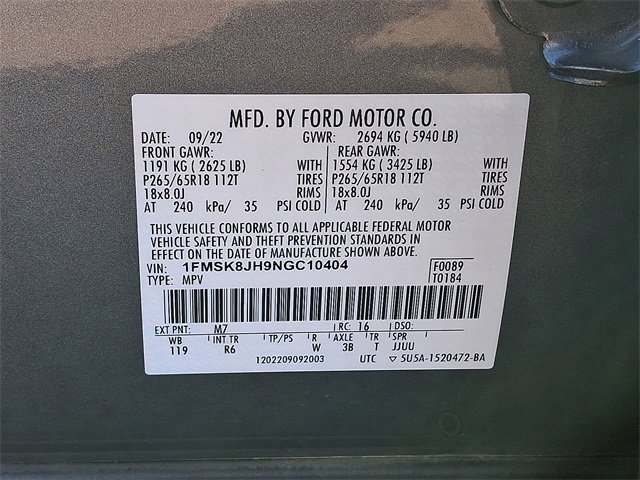 MFD. BY FORD MOTOR CO.
DATE: 09/22 GVWR: 2694 KG ( 5940 LB)
FRONT GAWR: REAR GAWR:
1191 KG ( 2625 LB) WITH 1554 KG ( 3425 LB) WITH
P265/65R18 112T TIRES P265/65R18 112T TIRES
18x8.0J RIMS 18x8.0J RIMS
AT 240 kPa/ 35 PSI COLD AT 240 kPa/ 35 PSI COLD
THIS VEHICLE CONFORMS TO ALL APPLICABLE FEDERAL MOTOR
VEHICLE SAFETY AND THEFT PREVENTION STANDARDS IN
EFFECT ON THE DATE OF MANUFACTURE SHOWN ABOVE.
VIN: 1FMSK8JH9NGC10404 F0089
TYPE: MPV T0184
EXT PNT: M7 RC: 16 DSO:
WB INT TR TP/PS R AXLE TR SPR
119 R6 W 3B T JJUU
1202209092003 UTC ▽ 5U5A-1520472-BA